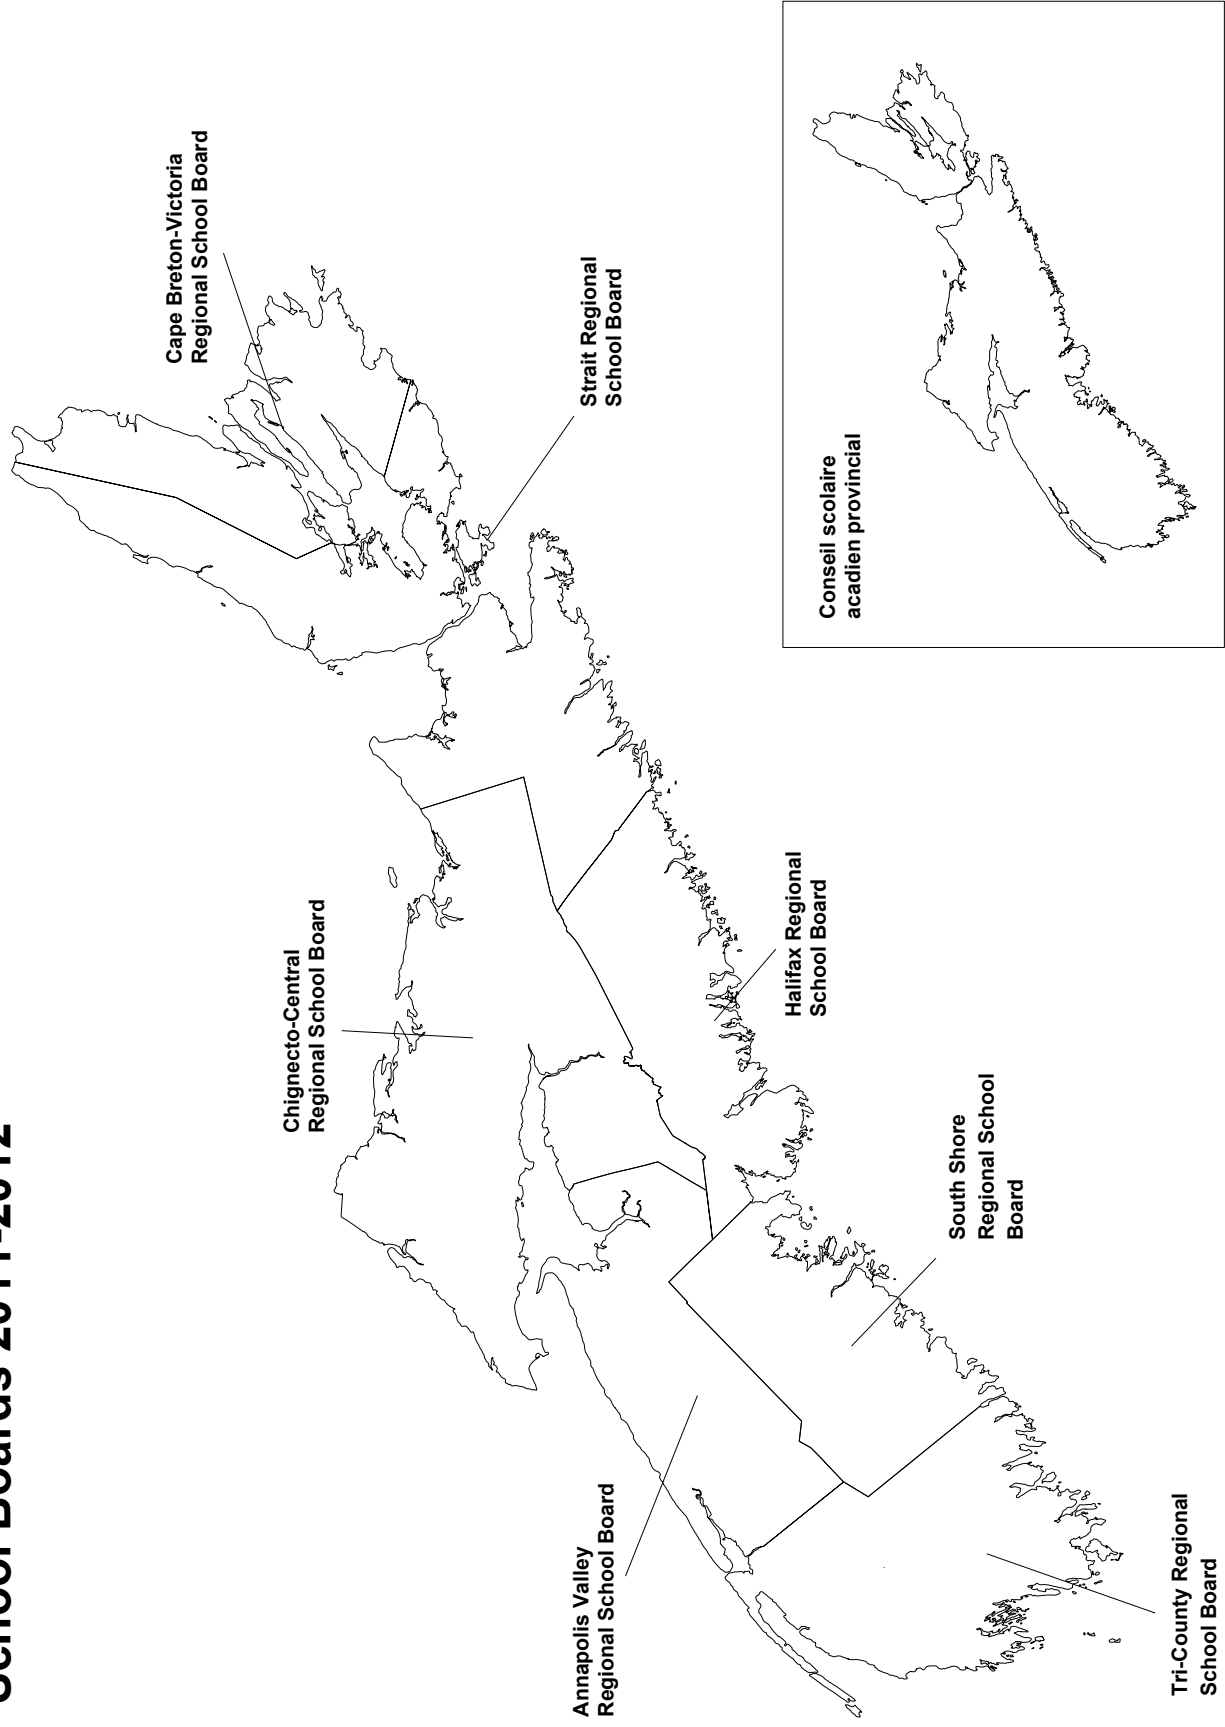 School Boards 2011-2012
Cape Breton-Victoria
Regional School Board
Strait Regional
School Board
Chignecto-Central
Regional School Board
Halifax Regional
School Board
South Shore
Regional School
Board
Annapolis Valley
Regional School Board
Tri-County Regional
School Board
Conseil scolaire
acadien provincial